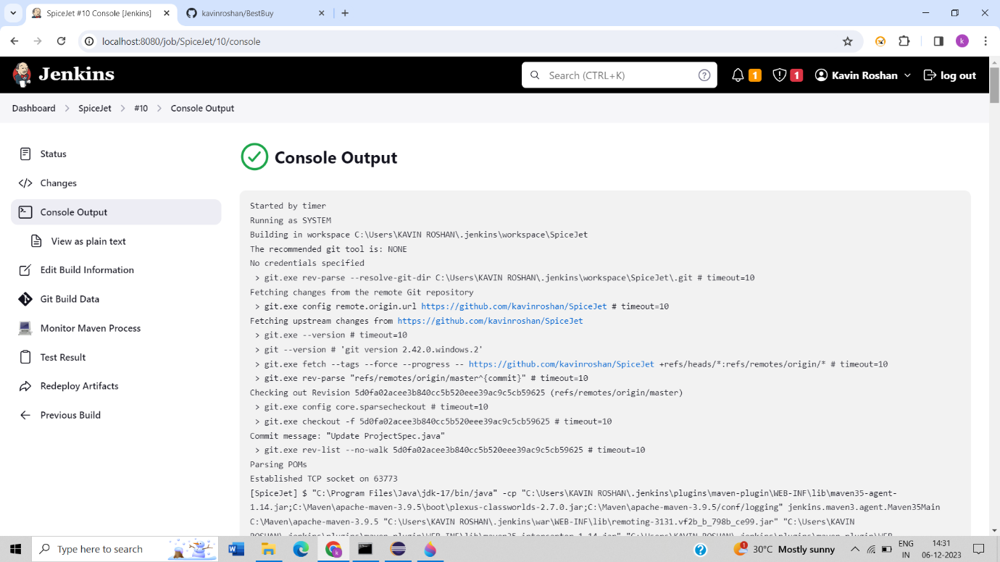 SpiceJet #10 Console [Jenkins]
kavinroshan/BestBuy
localhost:8080/job/SpiceJet/10/console
k
Jenkins
Search (CTRL+K)
1
1
Kavin Roshan
log out
Dashboard > SpiceJet > #10 > Console Output
Status
Changes
Console Output
View as plain text
Edit Build Information
Git Build Data
Monitor Maven Process
Test Result
Redeploy Artifacts
Previous Build
Console Output
Started by timer
Running as SYSTEM
Building in workspace C:\Users\KAVIN ROSHAN\.jenkins\workspace\SpiceJet
The recommended git tool is: NONE
No credentials specified
> git.exe rev-parse --resolve-git-dir C:\Users\KAVIN ROSHAN\.jenkins\workspace\SpiceJet\.git # timeout=10
Fetching changes from the remote Git repository
> git.exe config remote.origin.url https://github.com/kavinroshan/SpiceJet # timeout=10
Fetching upstream changes from https://github.com/kavinroshan/SpiceJet
> git.exe --version # timeout=10
> git --version # 'git version 2.42.0.windows.2'
> git.exe fetch --tags --force --progress -- https://github.com/kavinroshan/SpiceJet +refs/heads/*:refs/remotes/origin/* # timeout=10
> git.exe rev-parse "refs/remotes/origin/master^{commit}" # timeout=10
Checking out Revision 5d0fa02acee3b840cc5b520eee39ac9c5cb59625 (refs/remotes/origin/master)
> git.exe config core.sparsecheckout # timeout=10
> git.exe checkout -f 5d0fa02acee3b840cc5b520eee39ac9c5cb59625 # timeout=10
Commit message: "Update ProjectSpec.java"
> git.exe rev-list --no-walk 5d0fa02acee3b840cc5b520eee39ac9c5cb59625 # timeout=10
Parsing POMs
Established TCP socket on 63773
[SpiceJet] $ "C:\Program Files\Java\jdk-17/bin/java" -cp "C:\Users\KAVIN ROSHAN\.jenkins\plugins\maven-plugin\WEB-INF\lib\maven35-agent-
1.14.jar;C:\Maven\apache-maven-3.9.5\boot\plexus-classworlds-2.7.0.jar;C:\Maven\apache-maven-3.9.5/conf/logging" jenkins.maven3.agent.Maven35Main
C:\Maven\apache-maven-3.9.5 "C:\Users\KAVIN ROSHAN\.jenkins\war\WEB-INF\lib\remoting-3131.vf2b_b_798b_ce99.jar" "C:\Users\KAVIN
ROSHAN\.jenkins\plugins\maven-plugin\WEB-INF\lib\maven35-interceptor-1.14.jar" "C:\Users\KAVIN ROSHAN\.jenkins\plugins\maven-plugin\WEB-
Type here to search
1
30°C Mostly sunny
ENG
IN
14:31
06-12-2023